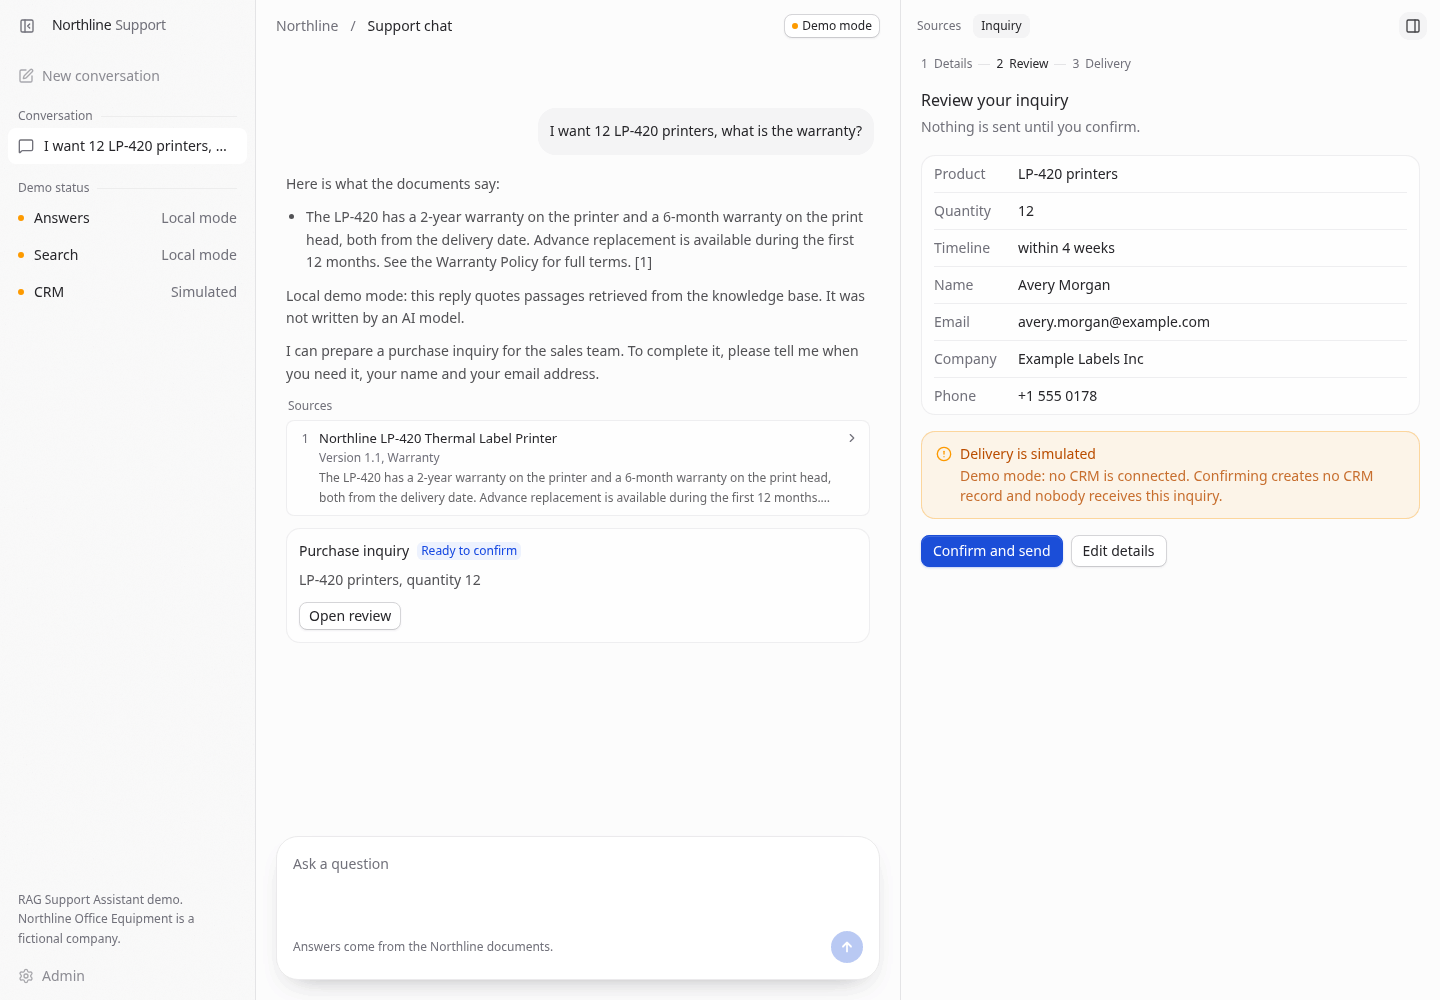 Northline Support
New conversation
Conversation
I want 12 LP-420 printers, ...
Demo status
Answers Local mode
Search Local mode
CRM Simulated
RAG Support Assistant demo.
Northline Office Equipment is a
fictional company.
Admin
Northline / Support chat
Demo mode
I want 12 LP-420 printers, what is the warranty?
Here is what the documents say:
• The LP-420 has a 2-year warranty on the printer and a 6-month warranty on the print
head, both from the delivery date. Advance replacement is available during the first
12 months. See the Warranty Policy for full terms. [1]
Local demo mode: this reply quotes passages retrieved from the knowledge base. It was
not written by an AI model.
I can prepare a purchase inquiry for the sales team. To complete it, please tell me when
you need it, your name and your email address.
Sources
1 Northline LP-420 Thermal Label Printer
Version 1.1, Warranty
The LP-420 has a 2-year warranty on the printer and a 6-month warranty on the print head,
both from the delivery date. Advance replacement is available during the first 12 months....
Purchase inquiry Ready to confirm
LP-420 printers, quantity 12
Open review
Ask a question
Answers come from the Northline documents.
Sources Inquiry
1 Details — 2 Review — 3 Delivery
Review your inquiry
Nothing is sent until you confirm.
Product LP-420 printers
Quantity 12
Timeline within 4 weeks
Name Avery Morgan
Email avery.morgan@example.com
Company Example Labels Inc
Phone +1 555 0178
Delivery is simulated
Demo mode: no CRM is connected. Confirming creates no CRM
record and nobody receives this inquiry.
Confirm and send
Edit details